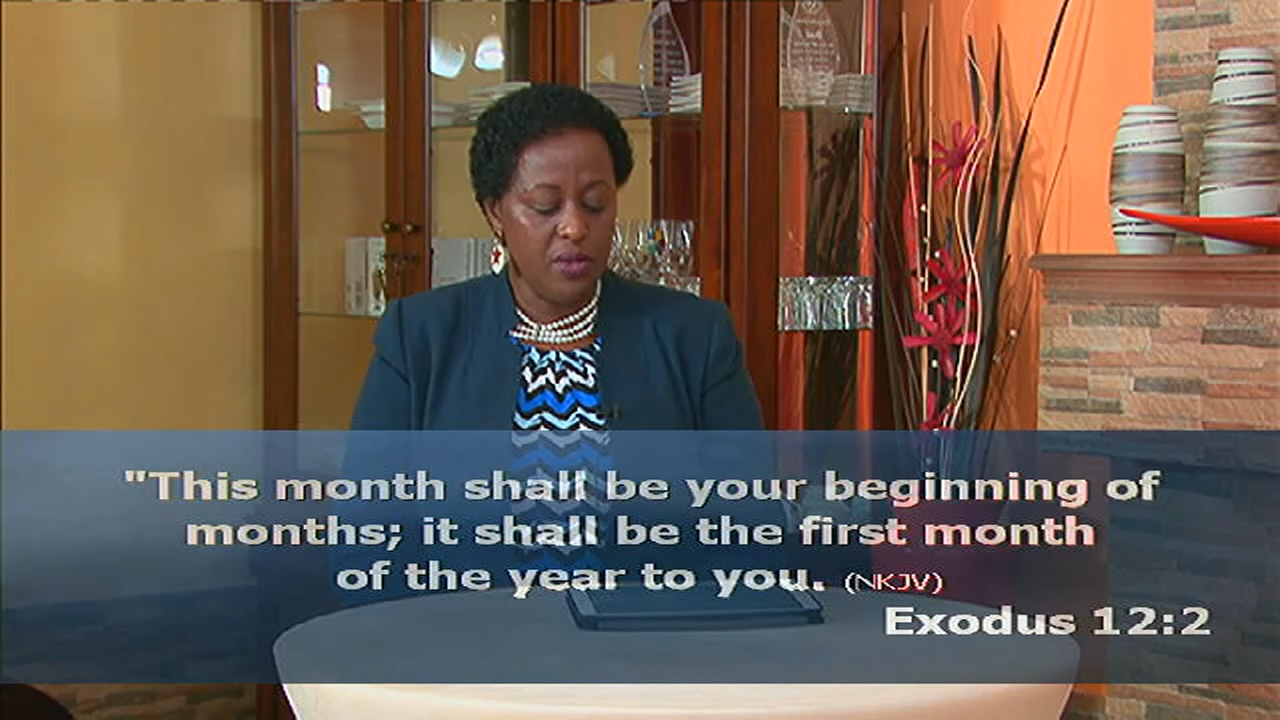 "This month shall be your beginning of
months; it shall be the first month
of the year to you. (NKJV)
Exodus 12:2